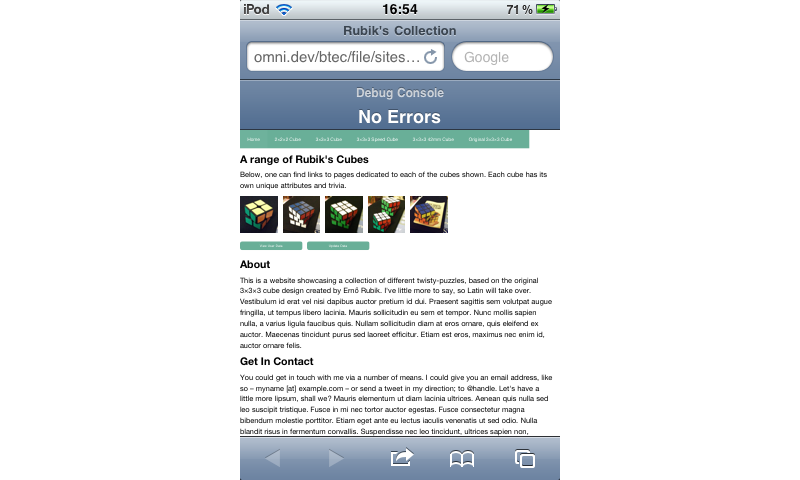 iPod 16:54 71 %
Rubik's Collection
omni.dev/btec/file/sites... Google
Debug Console
No Errors
Home 2×2×2 Cube 3×3×3 Cube 3×3×3 Speed Cube 3×3×3 40mm Cube Original 3×3×3 Cube
A range of Rubik's Cubes
Below, one can find links to pages dedicated to each of the cubes shown. Each cube has its
own unique attributes and trivia.
About
This is a website showcasing a collection of different twisty-puzzles, based on the original
3×3×3 cube design created by Ernő Rubik. I've little more to say, so Latin will take over.
Vestibulum id erat vel nisi dapibus auctor pretium id dui. Praesent sagittis sem volutpat augue
fringilla, ut tempus libero lacinia. Mauris sollicitudin eu sem et tempor. Nunc mollis sapien
nulla, a varius ligula faucibus quis. Nullam sollicitudin diam at eros ornare, quis eleifend ex
auctor. Maecenas tincidunt purus sed laoreet efficitur. Etiam est eros, maximus nec enim id,
auctor ornare felis.
Get In Contact
You could get in touch with me via a number of means. I could give you an email address, like
so – myname [at] example.com – or send a tweet in my direction; to @handle. Let's have a
little more lipsum, shall we? Mauris elementum ut diam lacinia ultrices. Aenean quis nulla sed
leo suscipit tristique. Fusce in mi nec tortor auctor egestas. Fusce consectetur magna
bibendum molestie porttitor. Etiam eget ante eu lectus iaculis venenatis ut sed odio. Nulla
blandit risus in fermentum convallis. Suspendisse nec leo tincidunt, ultrices sapien non,